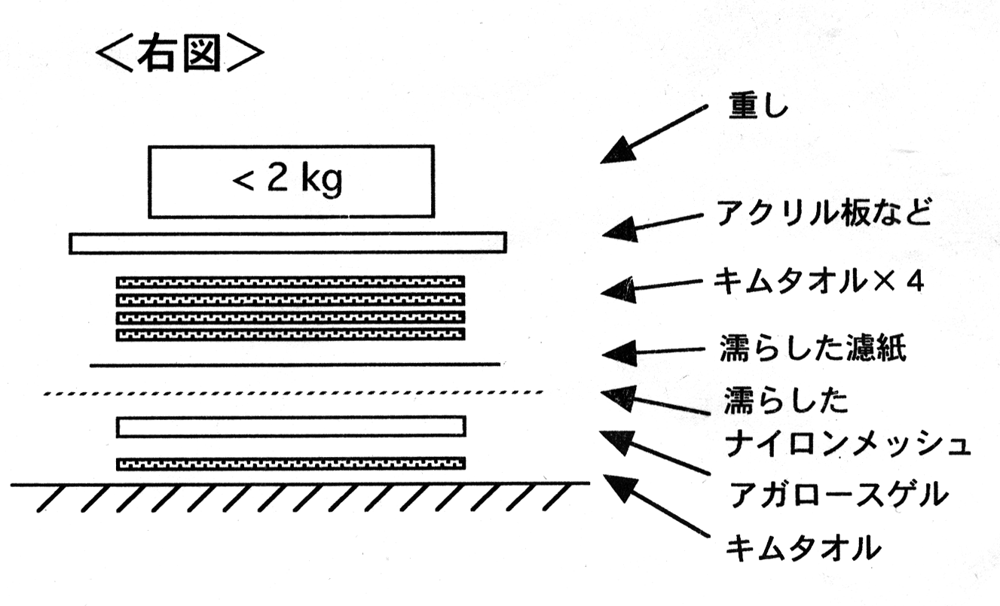 ＜右図＞
重し
< 2 kg
アクリル板など
キムタオル×４
濡らした濾紙
濡らした
ナイロンメッシュ
アガロースゲル
キムタオル